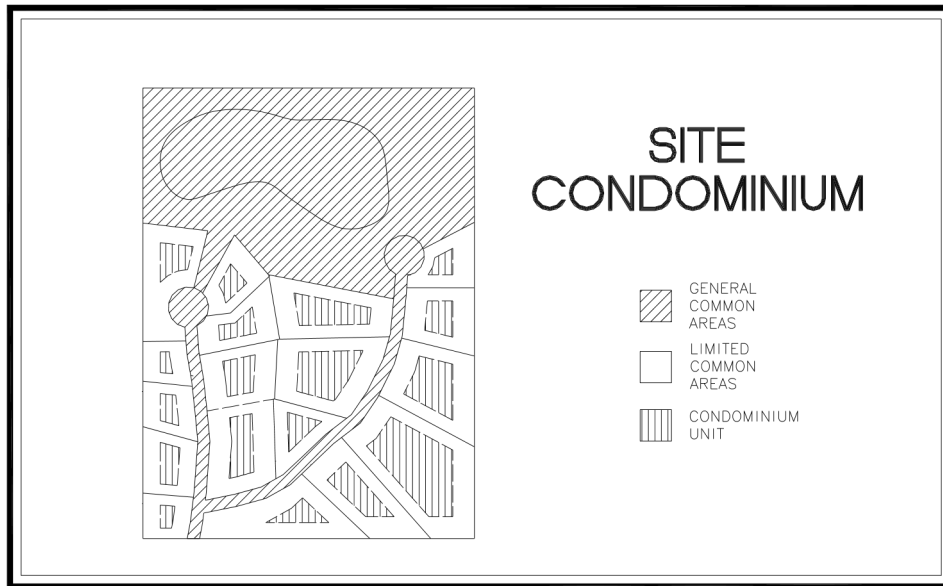 SITE
CONDOMINIUM
GENERAL
COMMON
AREAS
LIMITED
COMMON
AREAS
CONDOMINIUM
UNIT